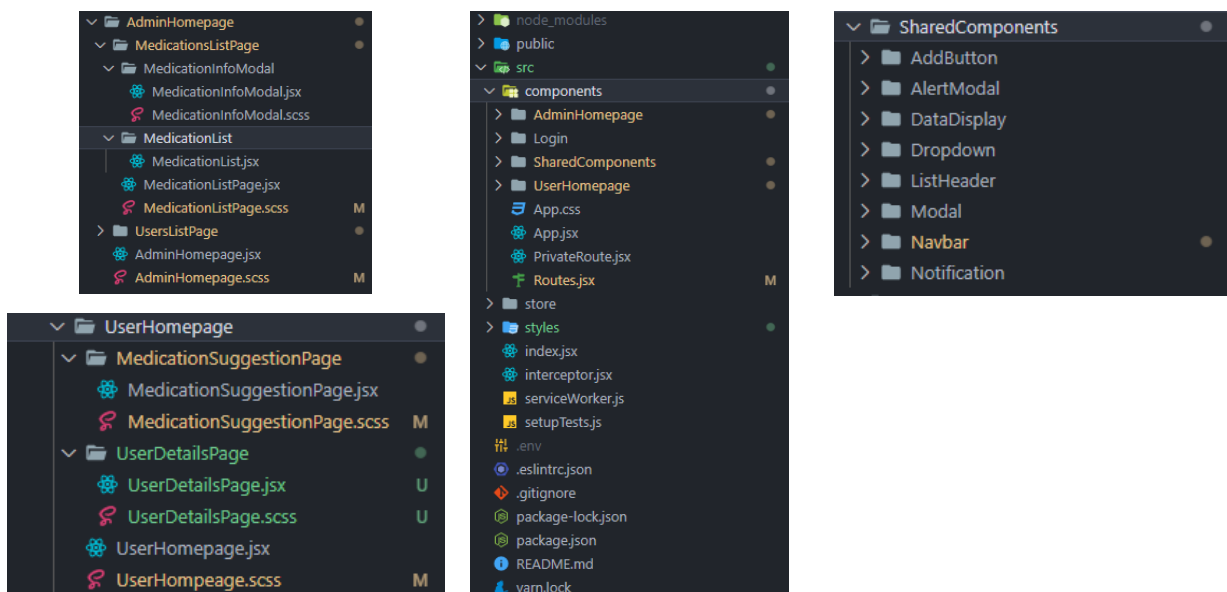 AdminHomepage
MedicationsListPage
MedicationInfoModal
MedicationInfoModal.jsx
MedicationInfoModal.scss
MedicationList
MedicationList.jsx
MedicationListPage.jsx
MedicationListPage.scss M
UsersListPage
AdminHomepage.jsx
AdminHomepage.scss M
UserHomepage
MedicationSuggestionPage
MedicationSuggestionPage.jsx
MedicationSuggestionPage.scss M
UserDetailsPage
UserDetailsPage.jsx U
UserDetailsPage.scss U
UserHomepage.jsx
UserHompeage.scss M
node_modules
public
src
components
AdminHomepage
Login
SharedComponents
UserHomepage
App.css
App.jsx
PrivateRoute.jsx
Routes.jsx M
store
styles
index.jsx
interceptor.jsx
JS serviceWorker.js
JS setupTests.js
.env
.eslintrc.json
.gitignore
package-lock.json
package.json
README.md
yarn.lock
SharedComponents
AddButton
AlertModal
DataDisplay
Dropdown
ListHeader
Modal
Navbar
Notification